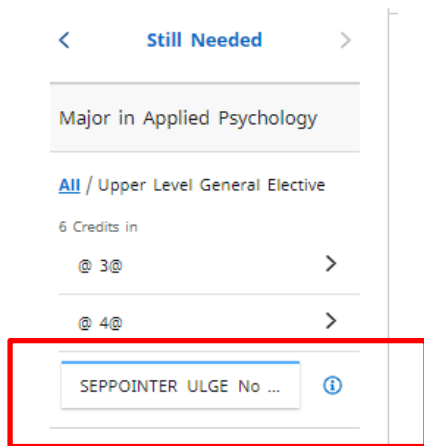 Still Needed
Major in Applied Psychology
All / Upper Level General Elective
6 Credits in
@ 3@
@ 4@
SEPPOINTER ULGE No ...